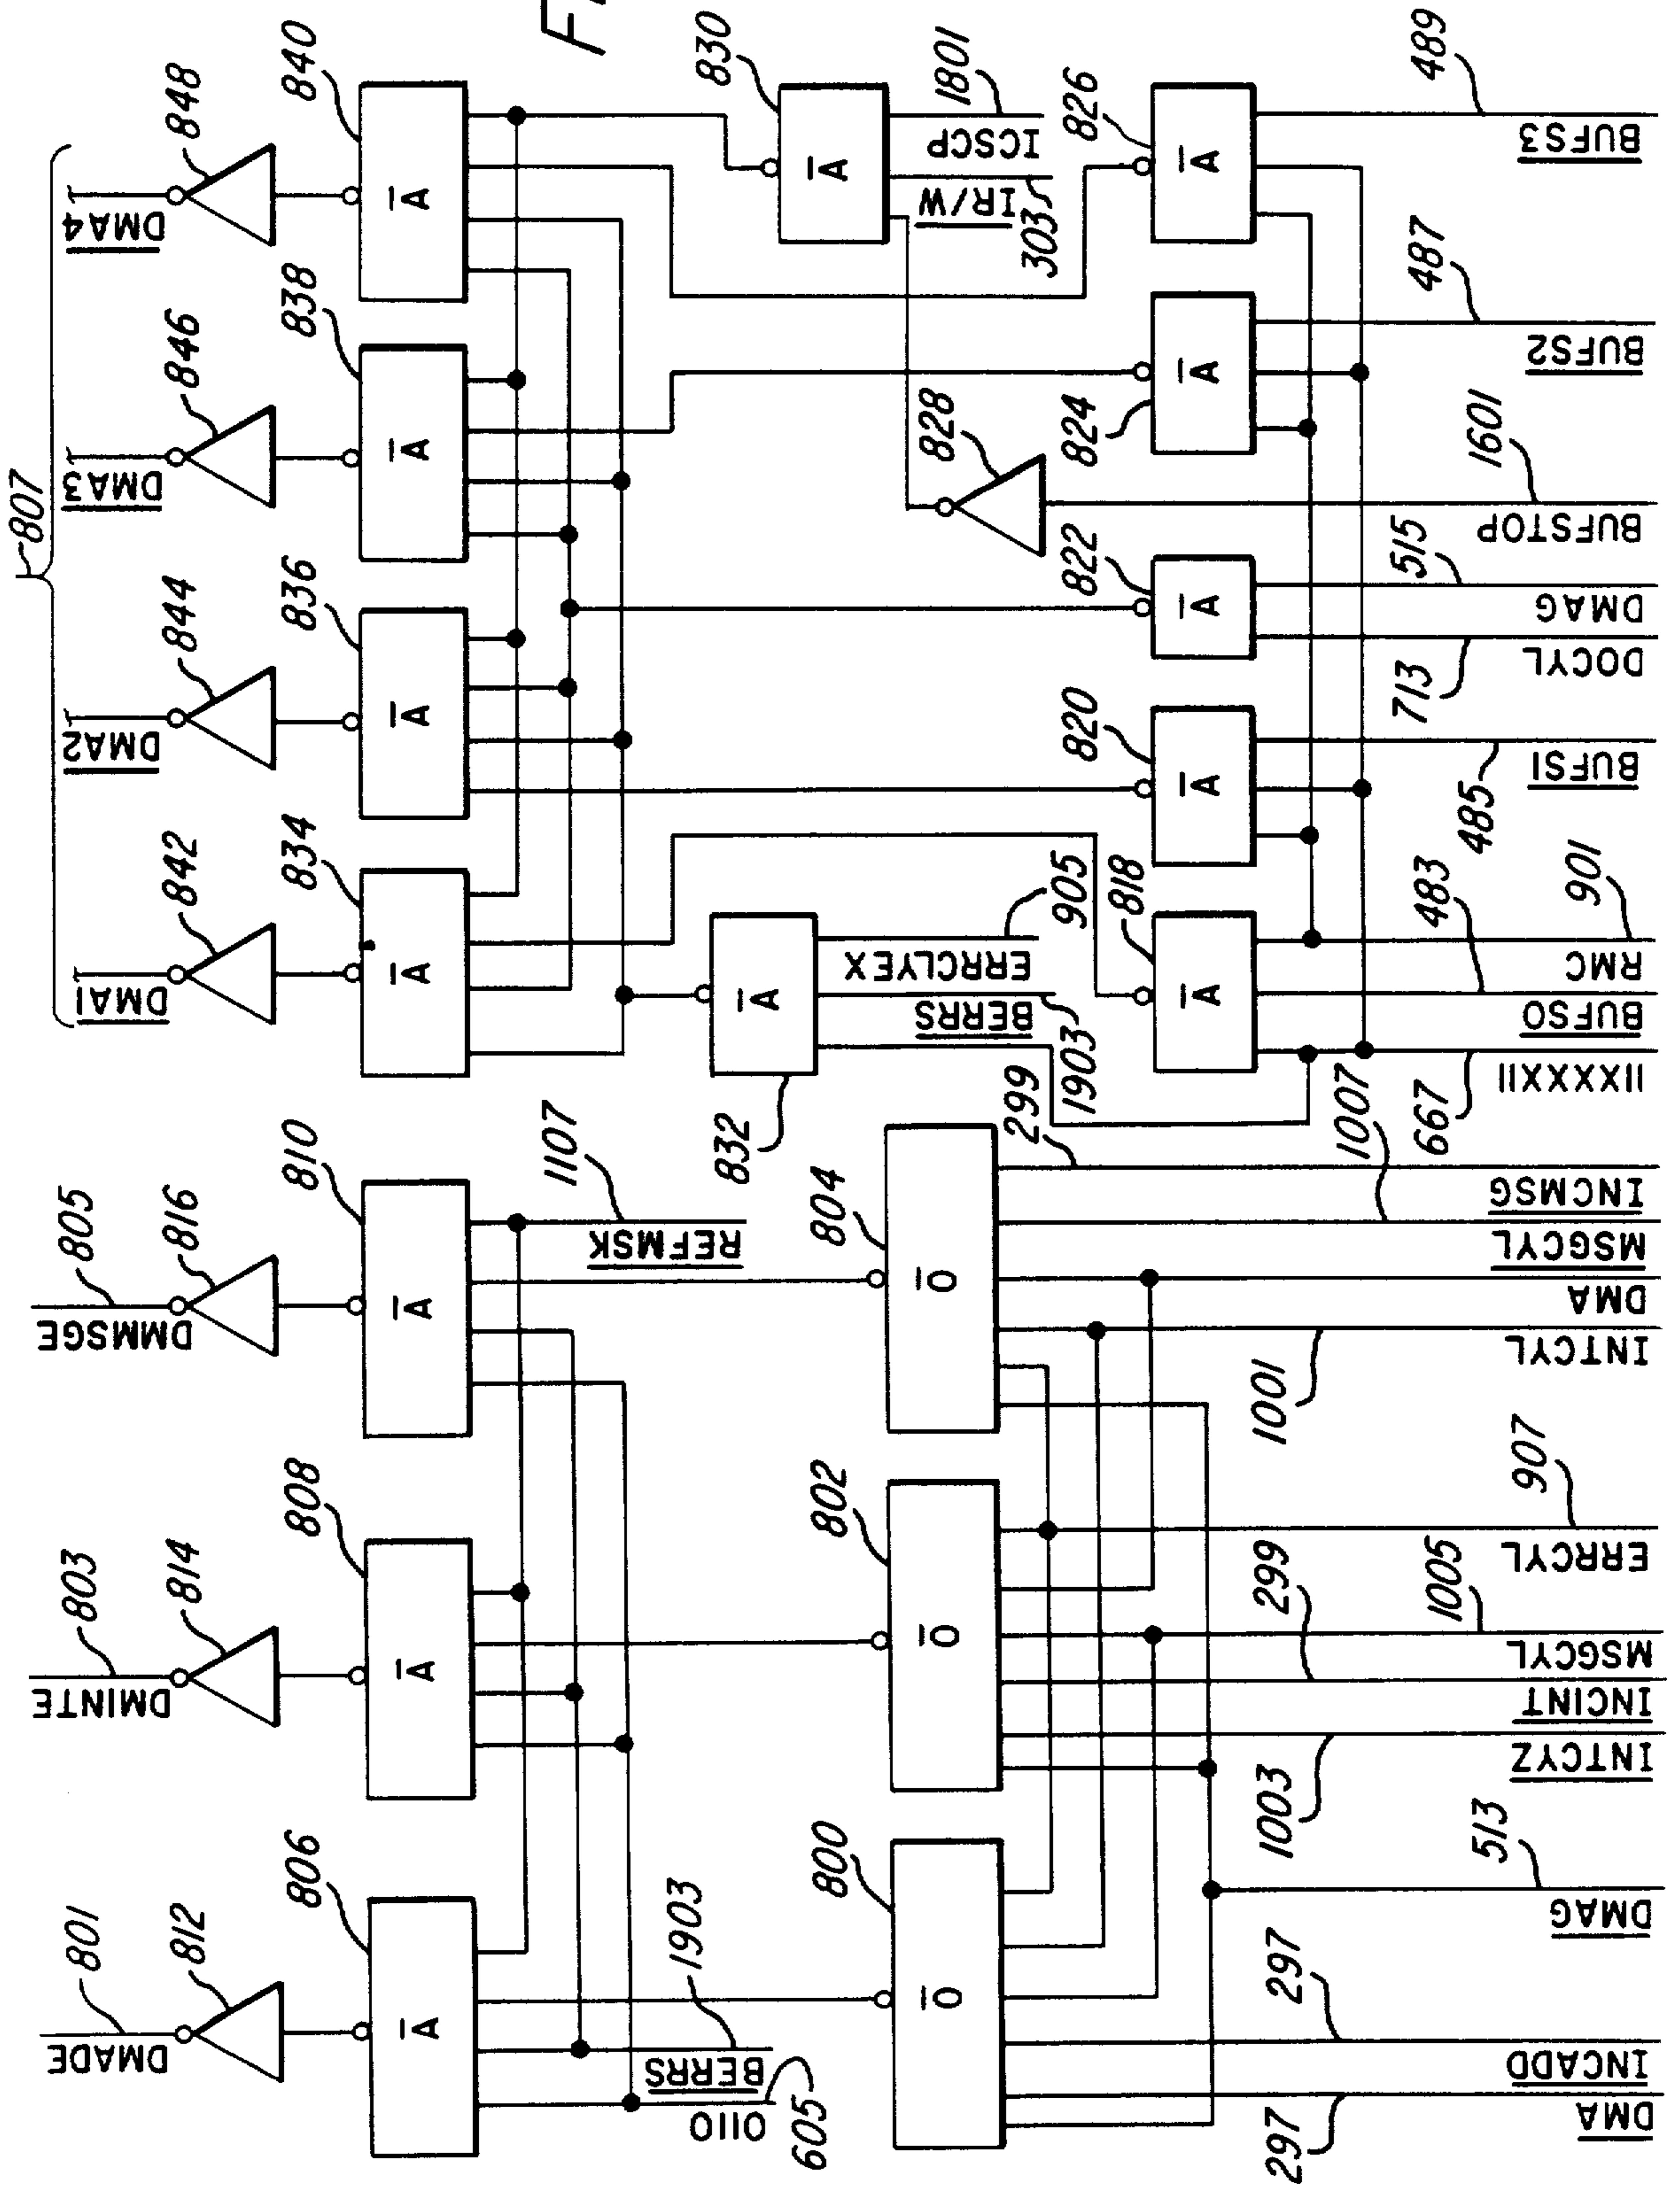 FI
807
DMA1
842
DMA2
844
DMA3
846
DMA4
848
834
Ā
836
Ā
838
Ā
840
Ā
801
DMADE
812
803
DMINTE
814
805
DMMSGE
816
806
Ā
808
Ā
810
Ā
0110
605
BERRS
1903
REFMSK
1107
832
Ā
BERRS
1903
ERRCLYEX
905
828
830
Ā
IR/W
303
ICSCP
1801
800
Ō
802
Ō
804
Ō
818
Ā
820
Ā
822
Ā
824
Ā
826
Ā
DMA
297
INCADD
297
DMAG
513
INTCYZ
1003
INCINT
299
MSGCYL
1005
ERRCYL
907
INTCYL
1001
DMA
MSGCYL
1007
INCMSG
299
11XXXX11
667
BUFS0
483
RMC
901
BUFS1
485
DOCYL
713
DMAG
515
BUFSTOP
1601
BUFS2
487
BUFS3
489